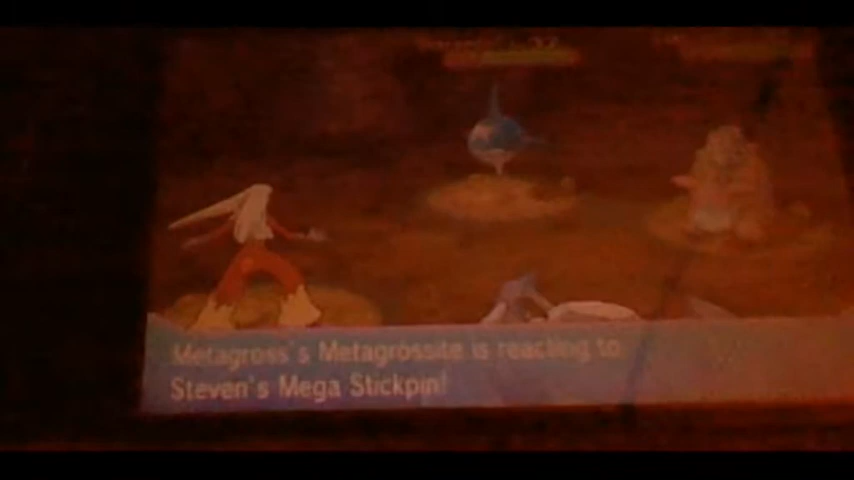 Metagross's Metagrossite is reacting to
Steven's Mega Stickpin!